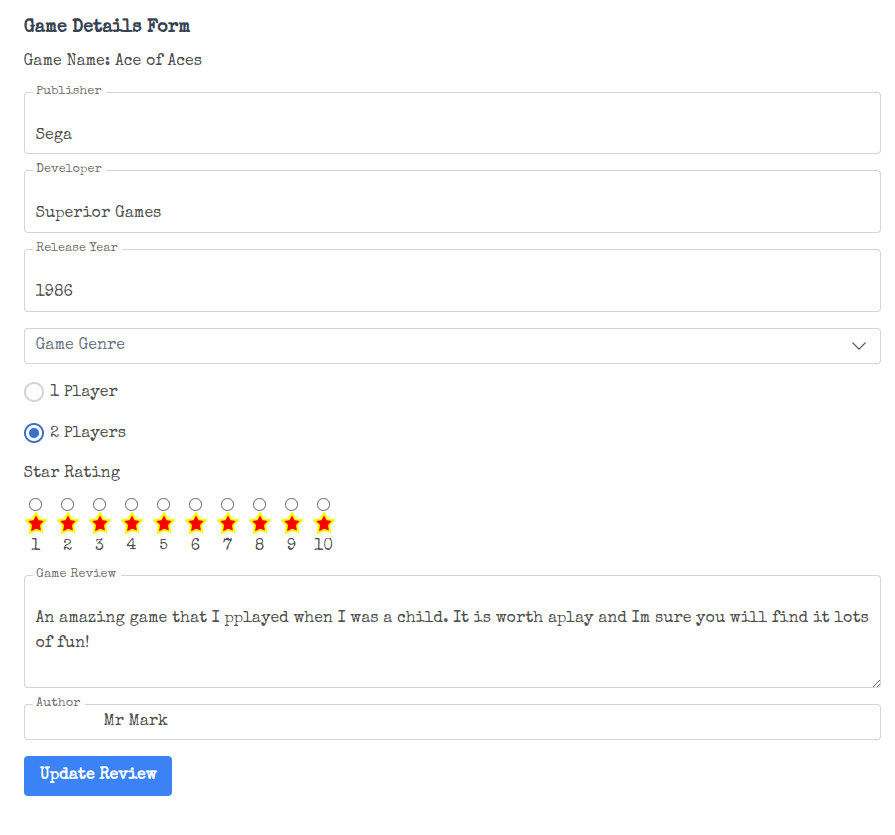 Game Details Form
Game Name: Ace of Aces
Publisher
Sega
Developer
Superior Games
Release Year
1986
Game Genre
1 Player
2 Players
Star Rating
1 2 3 4 5 6 7 8 9 10
Game Review
An amazing game that I pplayed when I was a child. It is worth aplay and Im sure you will find it lots
of fun!
Author
Mr Mark
Update Review